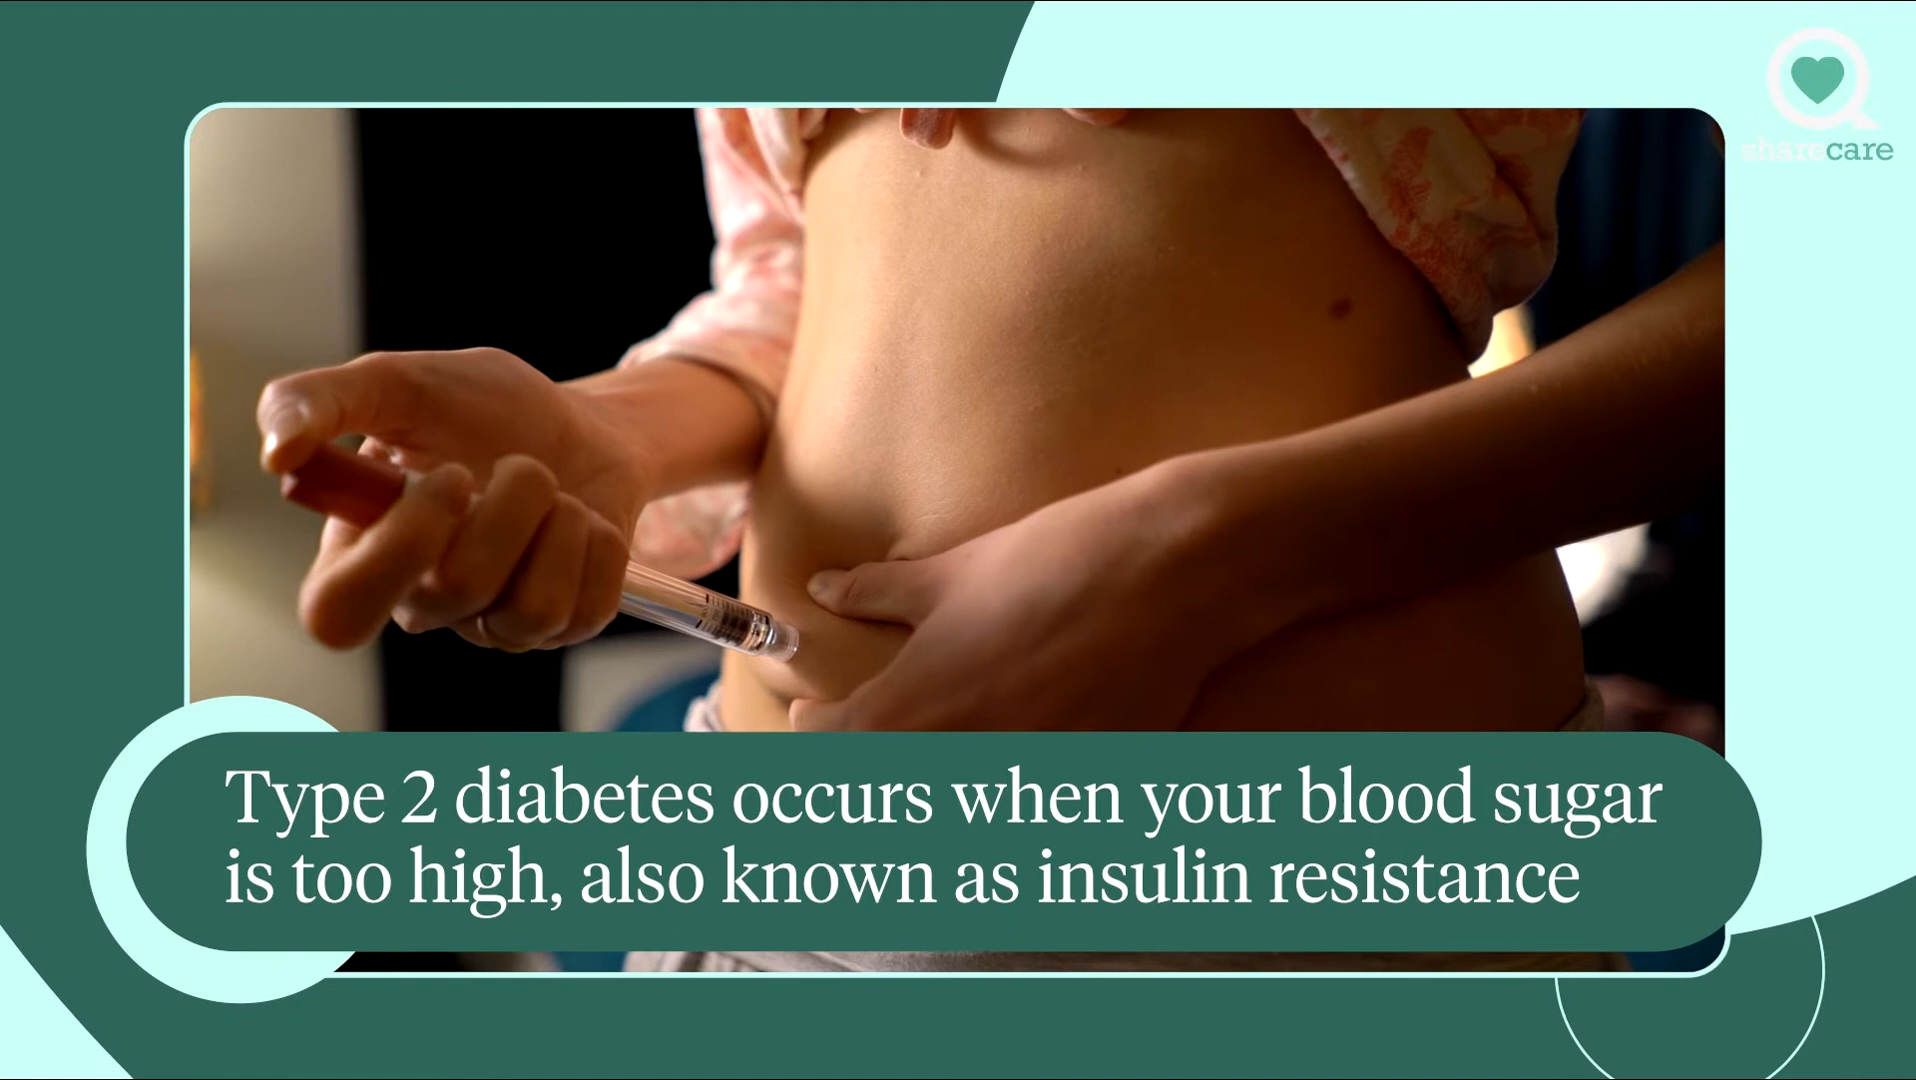 sharecare
Type 2 diabetes occurs when your blood sugar
is too high, also known as insulin resistance